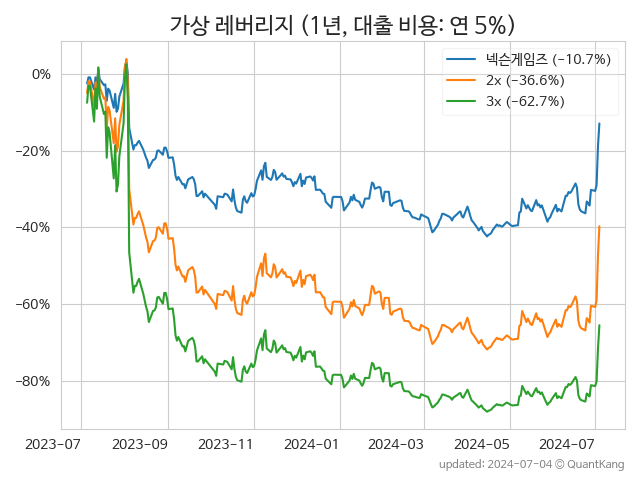 가상 레버리지 (1년, 대출 비용: 연 5%)
넥슨게임즈 (−10.7%)
2x (−36.6%)
3x (−62.7%)
0%
−20%
−40%
−60%
−80%
2023-07 2023-09 2023-11 2024-01 2024-03 2024-05 2024-07
updated: 2024-07-04 © QuantKang